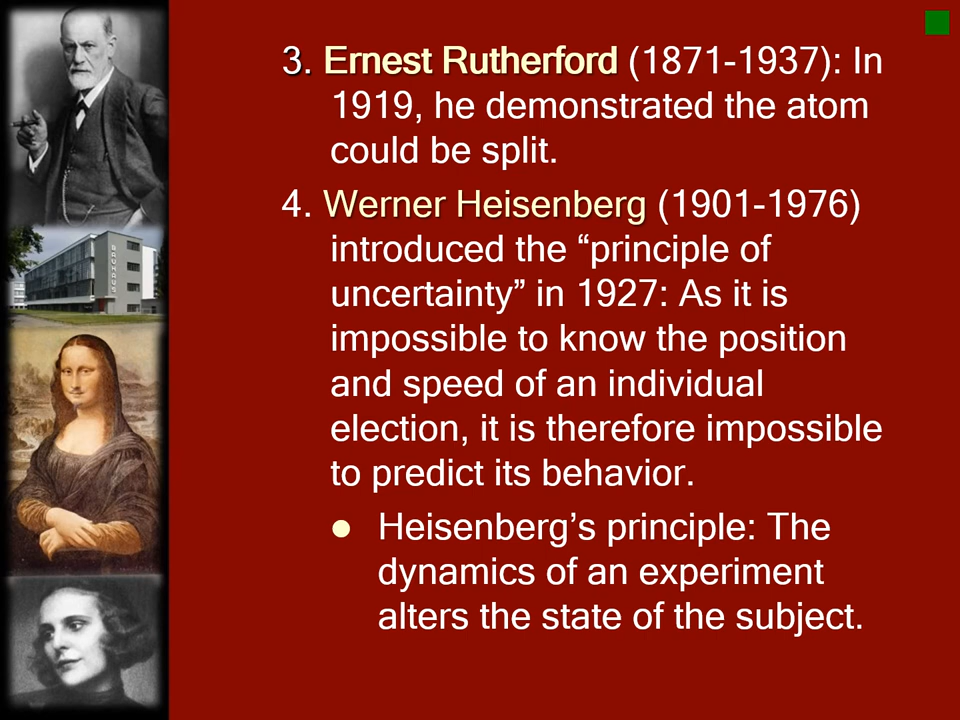 3. Ernest Rutherford (1871-1937): In
1919, he demonstrated the atom
could be split.
4. Werner Heisenberg (1901-1976)
introduced the “principle of
uncertainty” in 1927: As it is
impossible to know the position
and speed of an individual
election, it is therefore impossible
to predict its behavior.
● Heisenberg’s principle: The
dynamics of an experiment
alters the state of the subject.
BAUHAUS